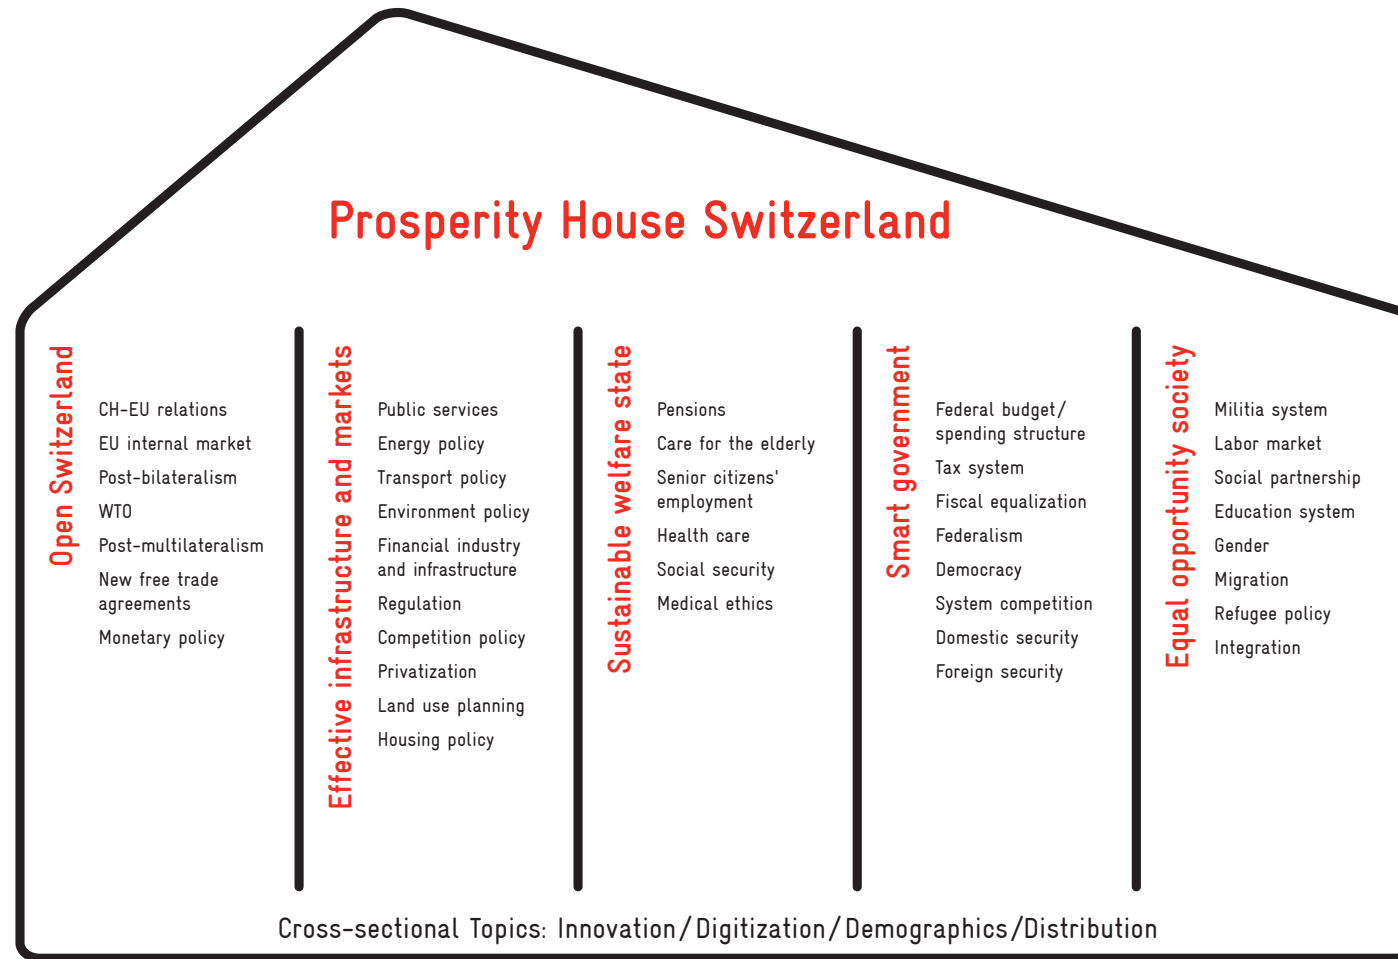 Prosperity House Switzerland
Open Switzerland
CH-EU relations
EU internal market
Post-bilateralism
WTO
Post-multilateralism
New free trade
agreements
Monetary policy
Effective infrastructure and markets
Public services
Energy policy
Transport policy
Environment policy
Financial industry
and infrastructure
Regulation
Competition policy
Privatization
Land use planning
Housing policy
Sustainable welfare state
Pensions
Care for the elderly
Senior citizens'
employment
Health care
Social security
Medical ethics
Smart government
Federal budget/
spending structure
Tax system
Fiscal equalization
Federalism
Democracy
System competition
Domestic security
Foreign security
Equal opportunity society
Militia system
Labor market
Social partnership
Education system
Gender
Migration
Refugee policy
Integration
Cross-sectional Topics: Innovation/Digitization/Demographics/Distribution